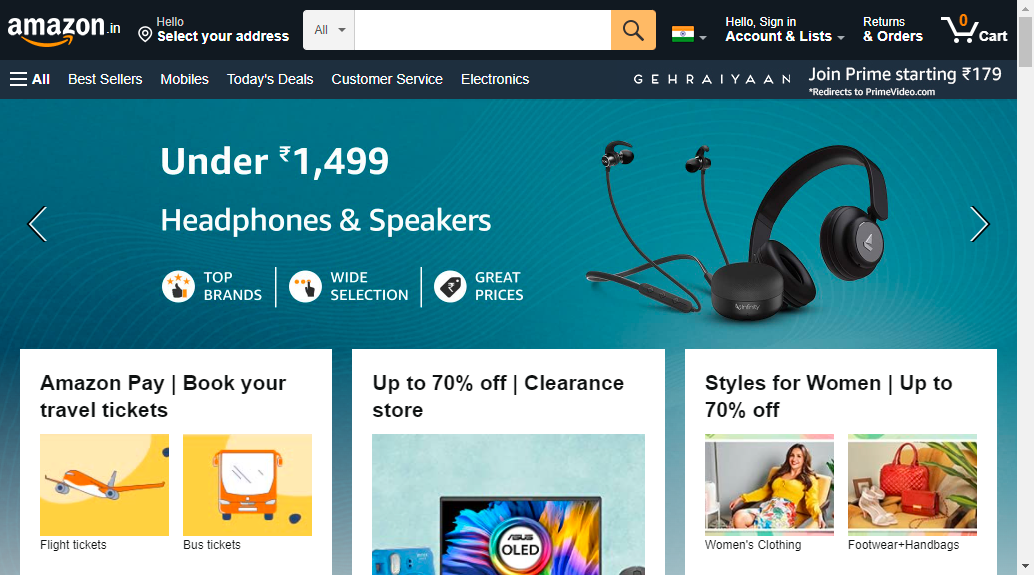 amazon.in
Hello
Select your address
All
Hello, Sign in
Account & Lists
Returns
& Orders
0
Cart
All
Best Sellers
Mobiles
Today's Deals
Customer Service
Electronics
GEHRAIYAAN
Join Prime starting ₹179
*Redirects to PrimeVideo.com
Under ₹1,499
Headphones & Speakers
TOP
BRANDS
WIDE
SELECTION
₹
GREAT
PRICES
infinity
Amazon Pay | Book your
travel tickets
Flight tickets
Bus tickets
Up to 70% off | Clearance
store
ASUS
OLED
Styles for Women | Up to
70% off
Women's Clothing
Footwear+Handbags